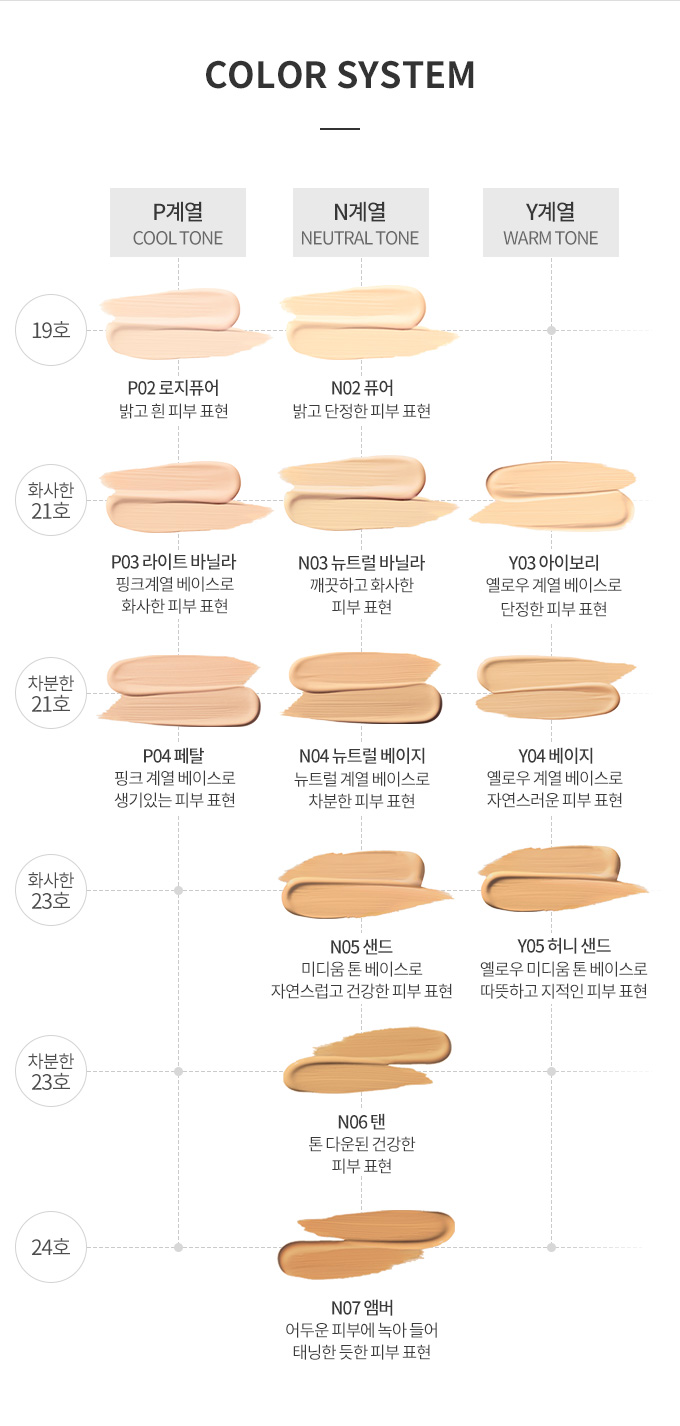 COLOR SYSTEM
P계열
COOL TONE
N계열
NEUTRAL TONE
Y계열
WARM TONE
19호
P02 로지퓨어
밝고 흰 피부 표현
N02 퓨어
밝고 단정한 피부 표현
화사한
21호
P03 라이트 바닐라
핑크계열 베이스로
화사한 피부 표현
N03 뉴트럴 바닐라
깨끗하고 화사한
피부 표현
Y03 아이보리
옐로우 계열 베이스로
단정한 피부 표현
차분한
21호
P04 페탈
핑크 계열 베이스로
생기있는 피부 표현
N04 뉴트럴 베이지
뉴트럴 계열 베이스로
차분한 피부 표현
Y04 베이지
옐로우 계열 베이스로
자연스러운 피부 표현
화사한
23호
N05 샌드
미디움 톤 베이스로
자연스럽고 건강한 피부 표현
Y05 허니 샌드
옐로우 미디움 톤 베이스로
따뜻하고 지적인 피부 표현
차분한
23호
N06 탠
톤 다운된 건강한
피부 표현
24호
N07 앰버
어두운 피부에 녹아 들어
태닝한 듯한 피부 표현